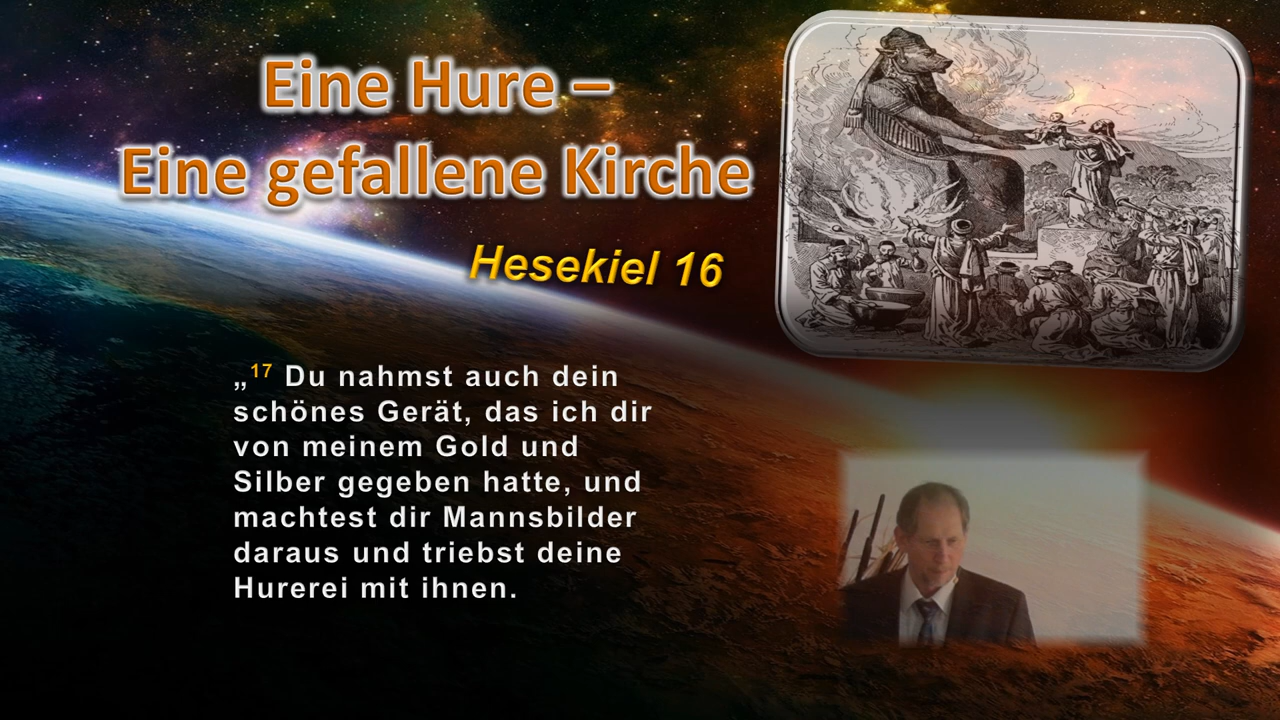 Eine Hure –
Eine gefallene Kirche
Hesekiel 16
„17 Du nahmst auch dein
schönes Gerät, das ich dir
von meinem Gold und
Silber gegeben hatte, und
machtest dir Mannsbilder
daraus und triebst deine
Hurerei mit ihnen.